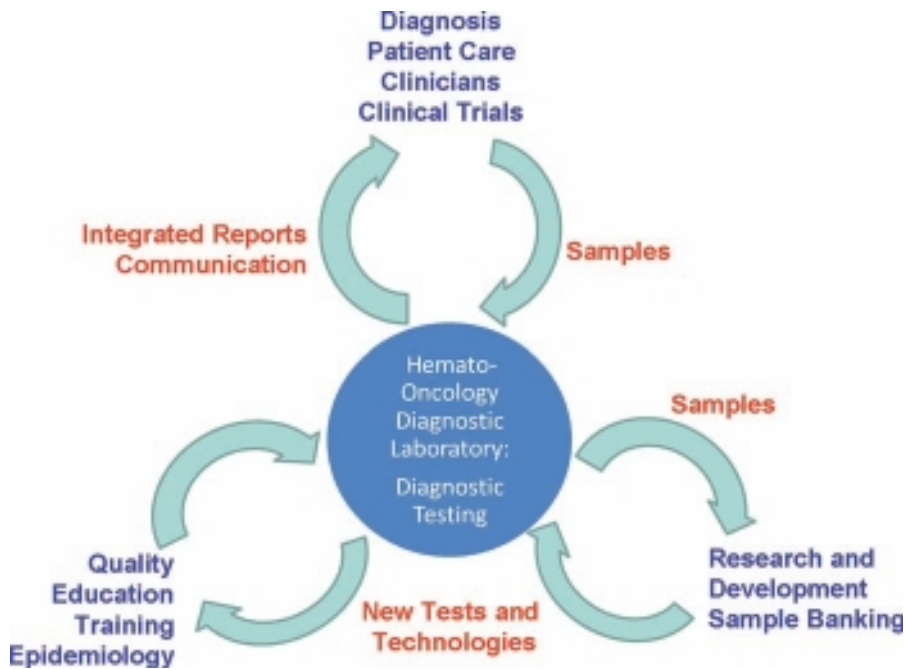 Diagnosis
Patient Care
Clinicians
Clinical Trials
Integrated Reports
Communication
Samples
Hemato-
Oncology
Diagnostic
Laboratory:
Diagnostic
Testing
Samples
Quality
Education
Training
Epidemiology
New Tests and
Technologies
Research and
Development
Sample Banking